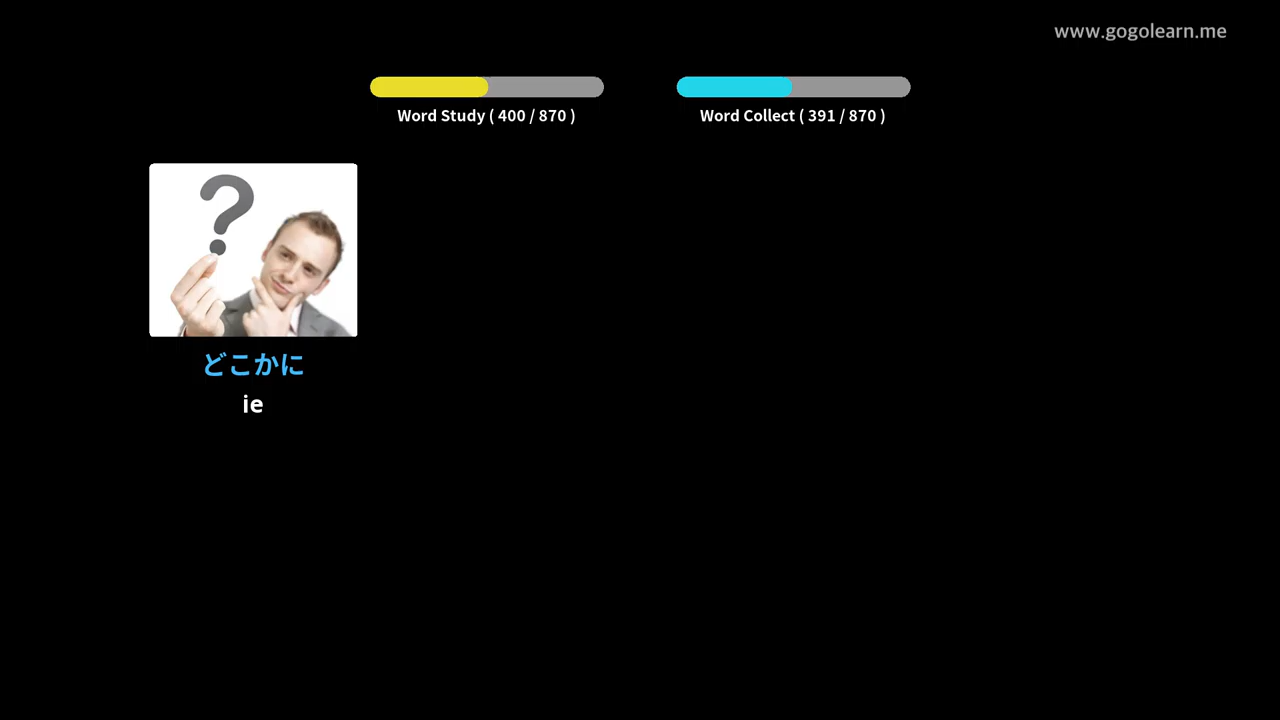 www.gogolearn.me
Word Study ( 400 / 870 )
Word Collect ( 391 / 870 )
?
どこかに
ie